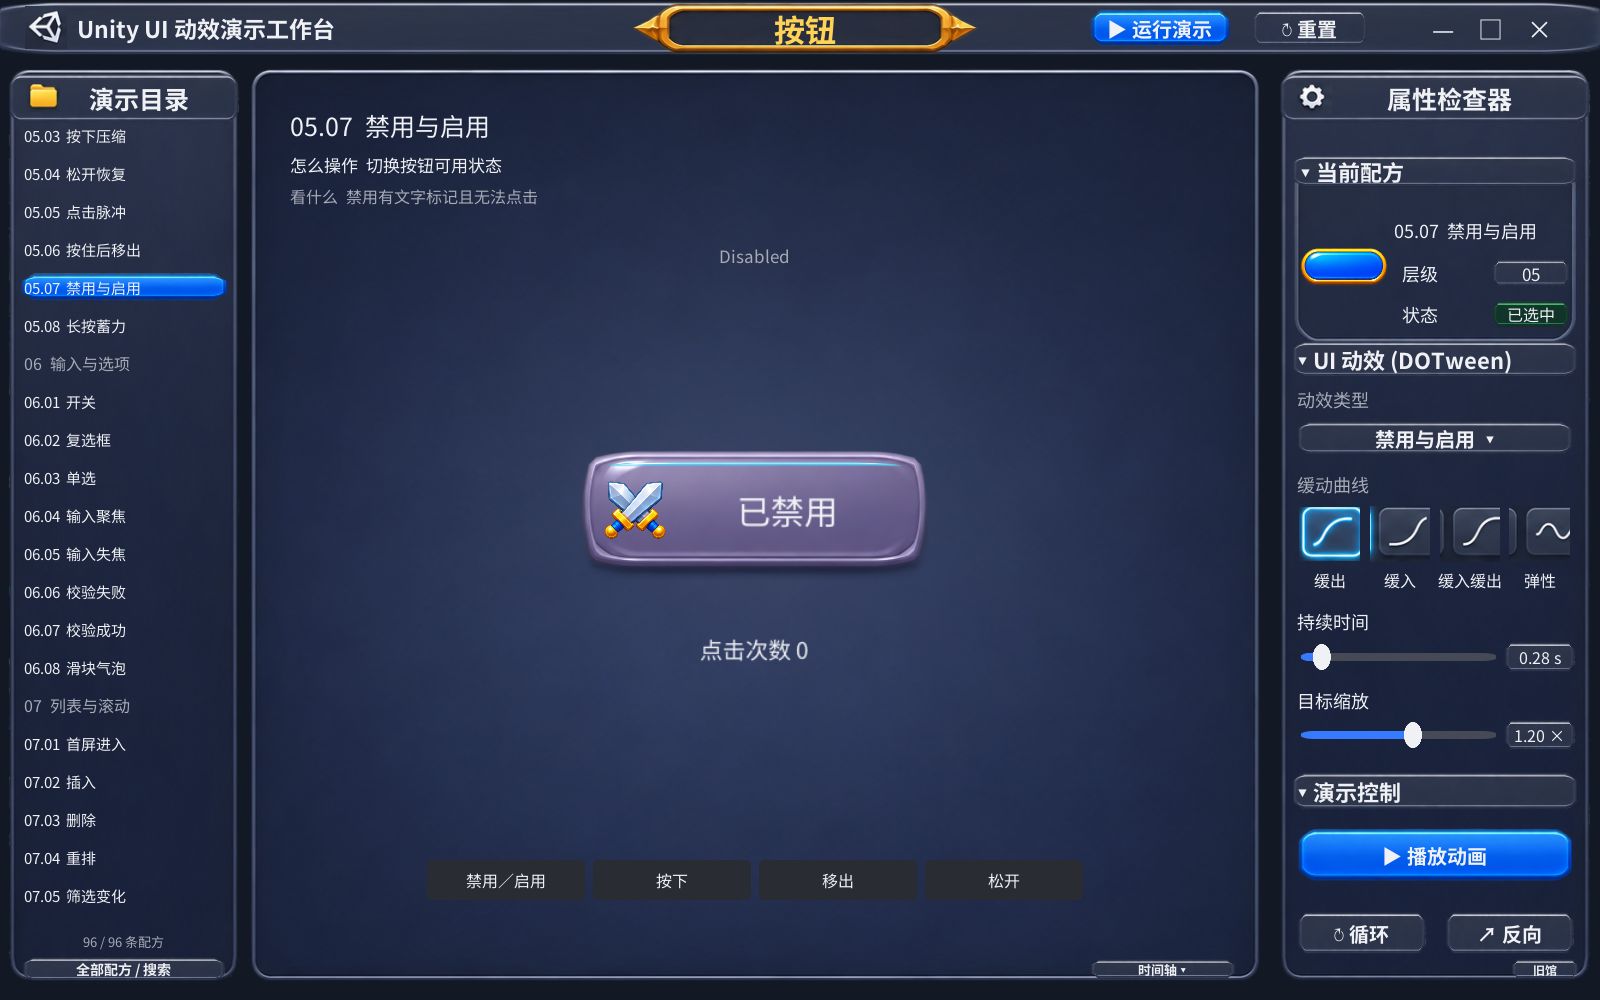 Unity UI 动效演示工作台
按钮
▶ 运行演示
↻ 重置
演示目录
05.03 按下压缩
05.04 松开恢复
05.05 点击脉冲
05.06 按住后移出
05.07 禁用与启用
05.08 长按蓄力
06 输入与选项
06.01 开关
06.02 复选框
06.03 单选
06.04 输入聚焦
06.05 输入失焦
06.06 校验失败
06.07 校验成功
06.08 滑块气泡
07 列表与滚动
07.01 首屏进入
07.02 插入
07.03 删除
07.04 重排
07.05 筛选变化
96 / 96 条配方
全部配方 / 搜索
05.07 禁用与启用
怎么操作 切换按钮可用状态
看什么 禁用有文字标记且无法点击
Disabled
已禁用
点击次数 0
禁用／启用
按下
移出
松开
时间轴 ▾
属性检查器
▾ 当前配方
05.07 禁用与启用
层级 05
状态 已选中
▾ UI 动效 (DOTween)
动效类型
禁用与启用 ▾
缓动曲线
缓出 缓入 缓入缓出 弹性
持续时间
0.28 s
目标缩放
1.20 ×
▾ 演示控制
▶ 播放动画
↻ 循环
↗ 反向
旧馆